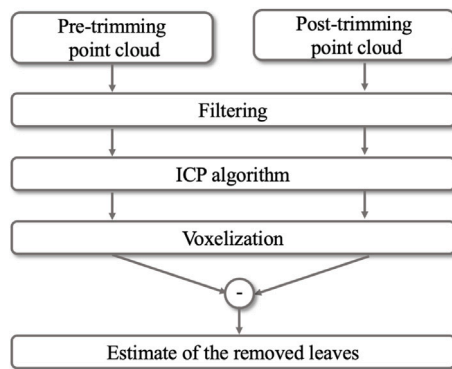 Pre-trimming
point cloud
Post-trimming
point cloud
Filtering
ICP algorithm
Voxelization
-
Estimate of the removed leaves